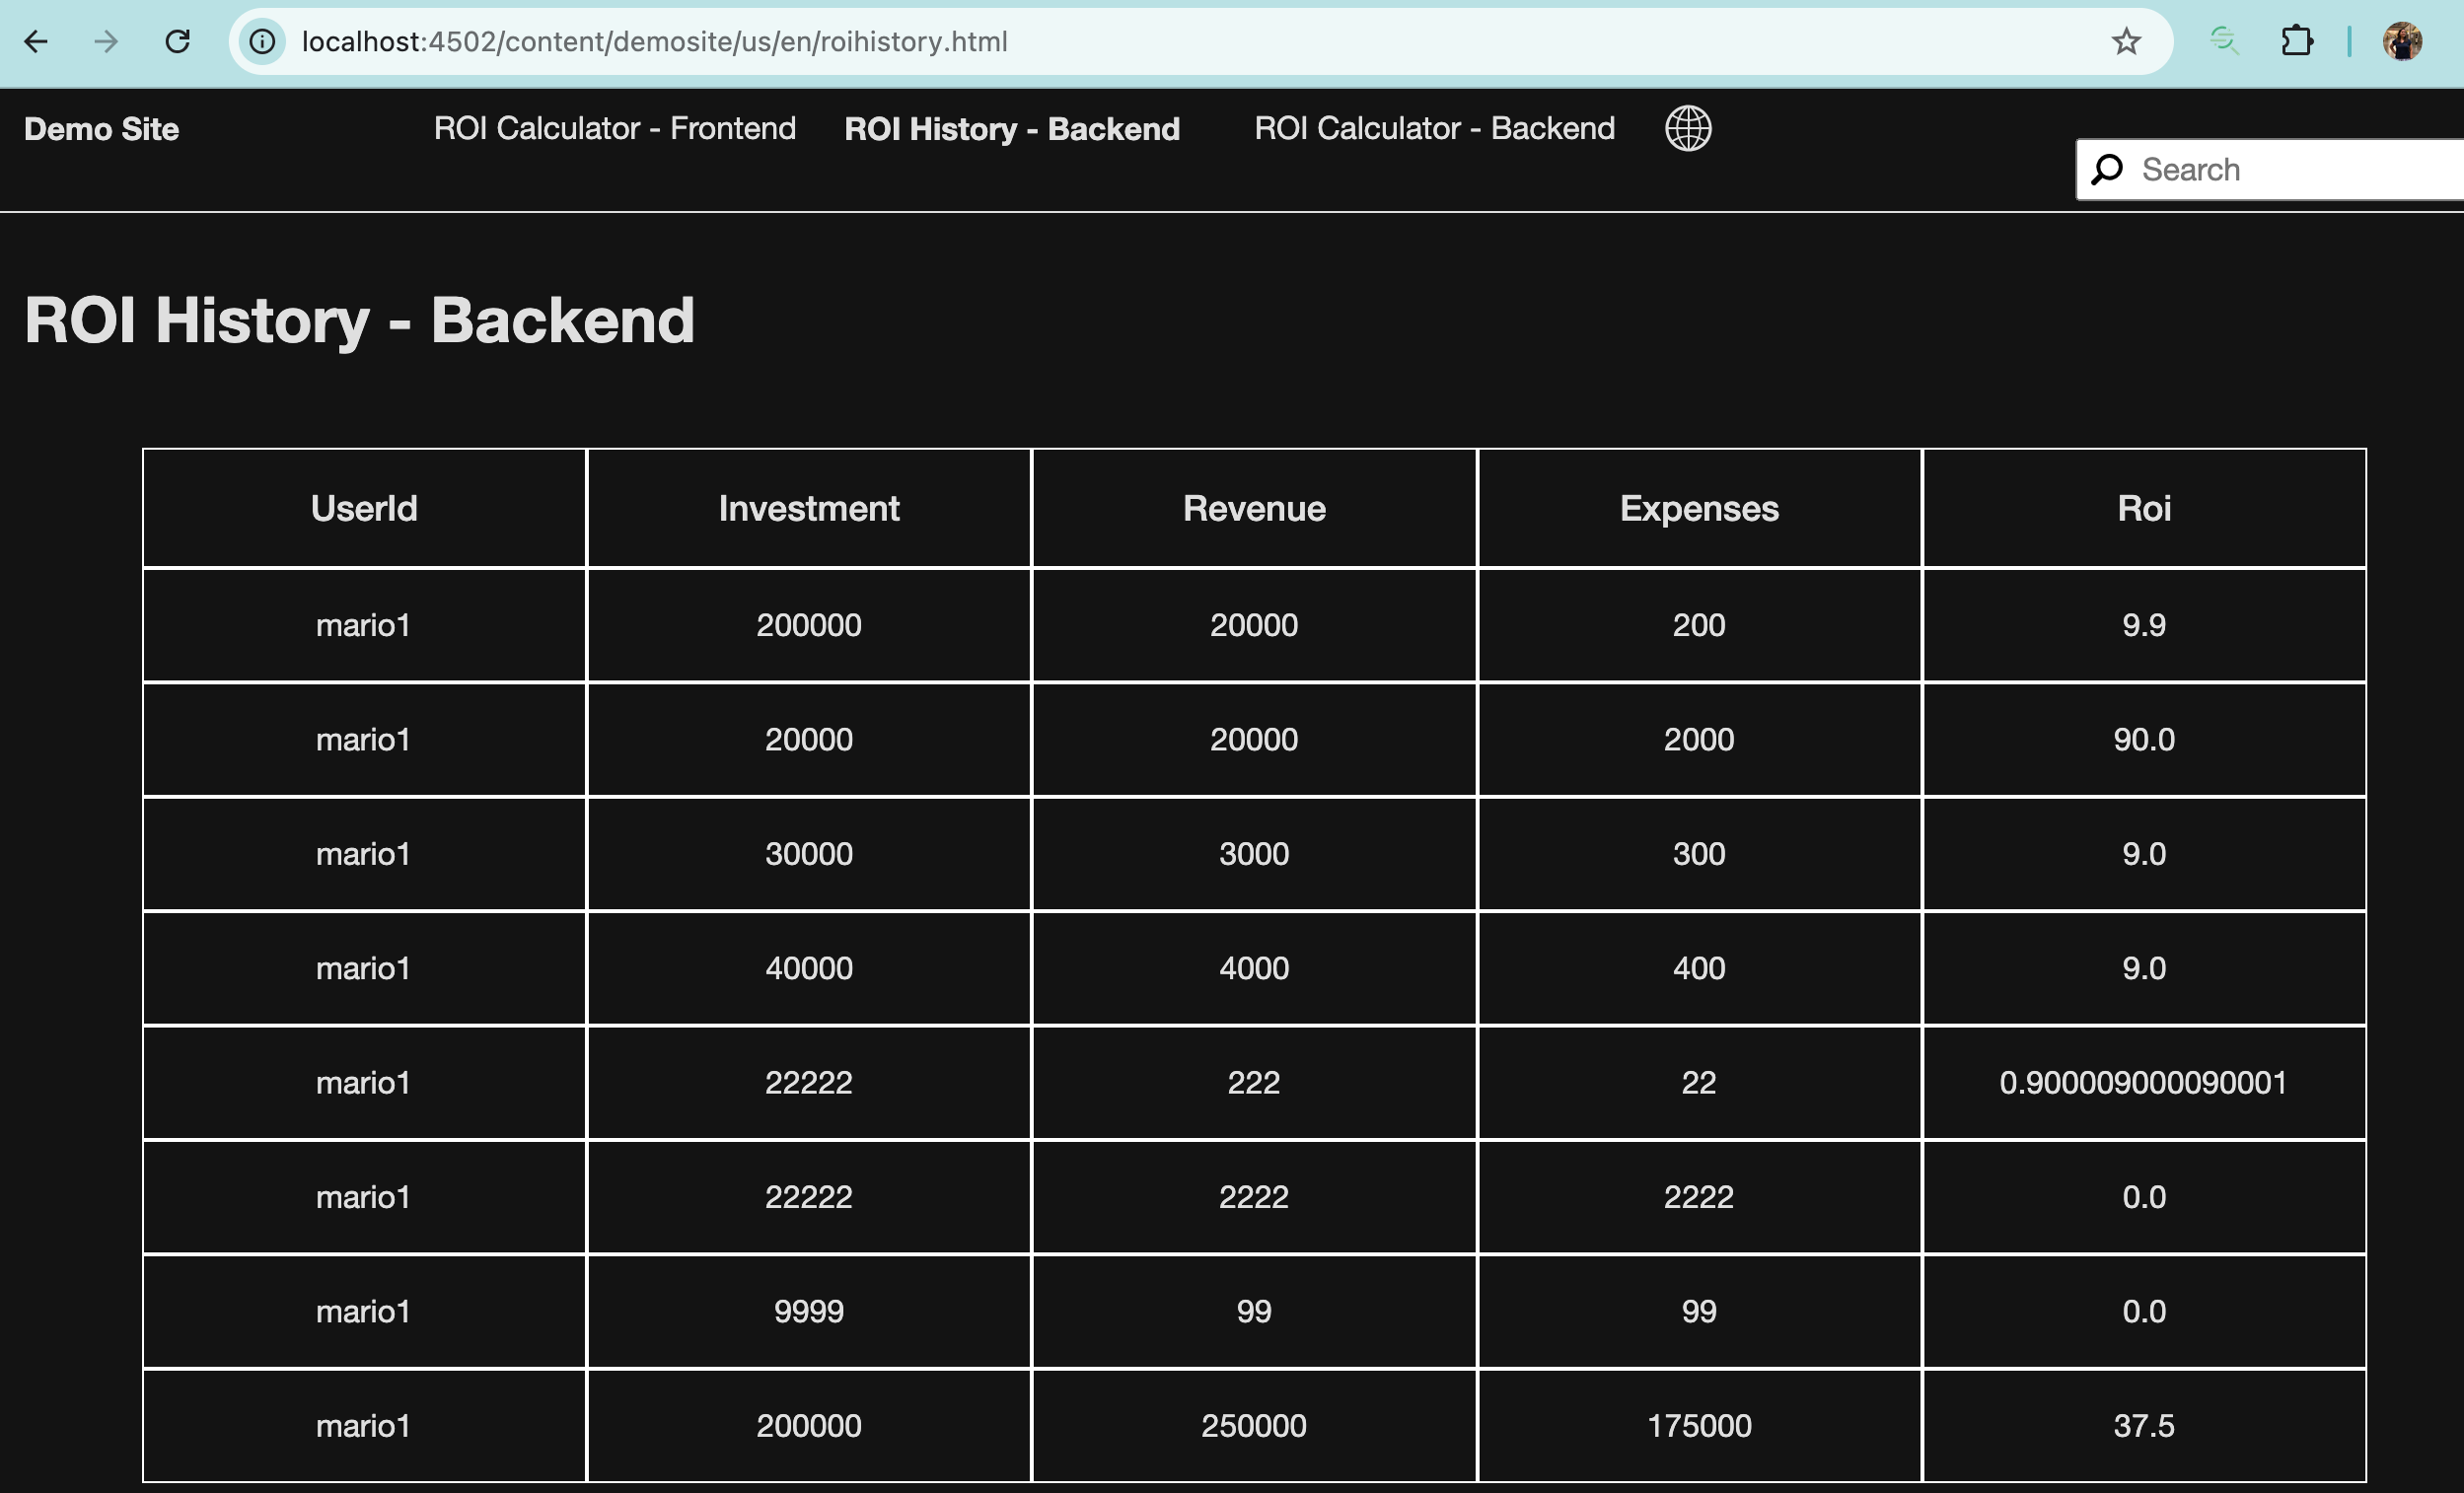 localhost:4502/content/demosite/us/en/roihistory.html
Demo Site ROI Calculator - Frontend ROI History - Backend ROI Calculator - Backend
Search
ROI History - Backend
UserId Investment Revenue Expenses Roi
mario1 200000 20000 200 9.9
mario1 20000 20000 2000 90.0
mario1 30000 3000 300 9.0
mario1 40000 4000 400 9.0
mario1 22222 222 22 0.900009000090001
mario1 22222 2222 2222 0.0
mario1 9999 99 99 0.0
mario1 200000 250000 175000 37.5